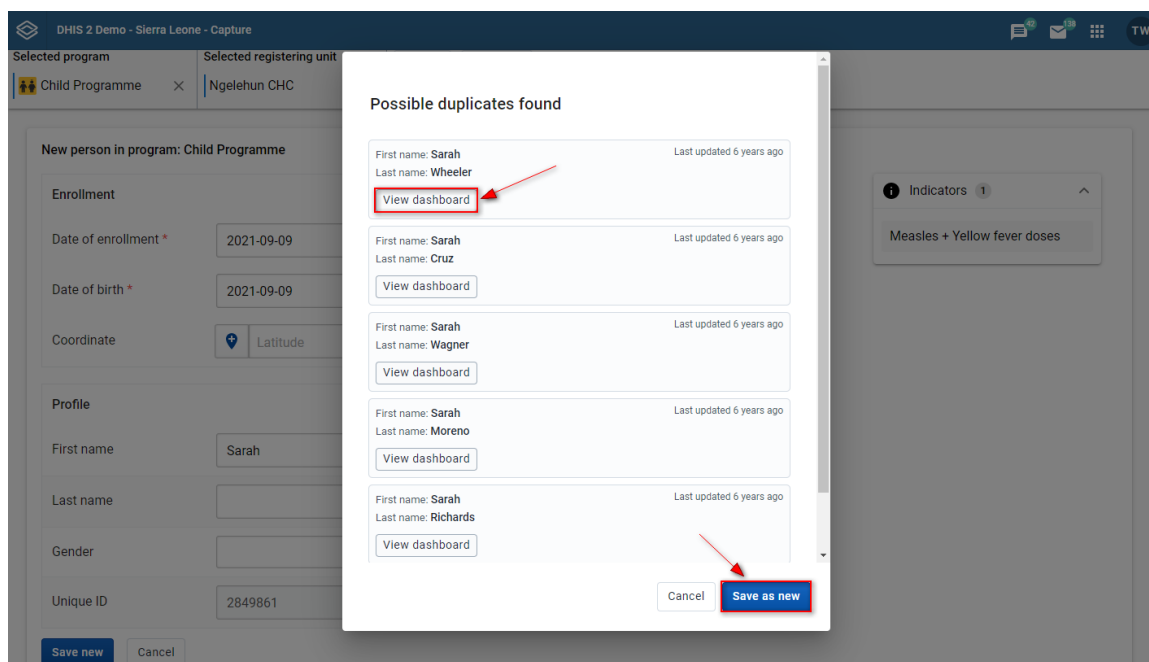 DHIS 2 Demo - Sierra Leone - Capture
42
138
TW
Selected program
Selected registering unit
Child Programme
Ngelehun CHC
New person in program: Child Programme
Enrollment
Date of enrollment *
2021-09-09
Date of birth *
2021-09-09
Coordinate
Latitude
Profile
First name
Sarah
Last name
Gender
Unique ID
2849861
Save new
Cancel
Possible duplicates found
First name: Sarah
Last updated 6 years ago
Last name: Wheeler
View dashboard
First name: Sarah
Last updated 6 years ago
Last name: Cruz
View dashboard
First name: Sarah
Last updated 6 years ago
Last name: Wagner
View dashboard
First name: Sarah
Last updated 6 years ago
Last name: Moreno
View dashboard
First name: Sarah
Last updated 6 years ago
Last name: Richards
View dashboard
Cancel
Save as new
Indicators 1
Measles + Yellow fever doses